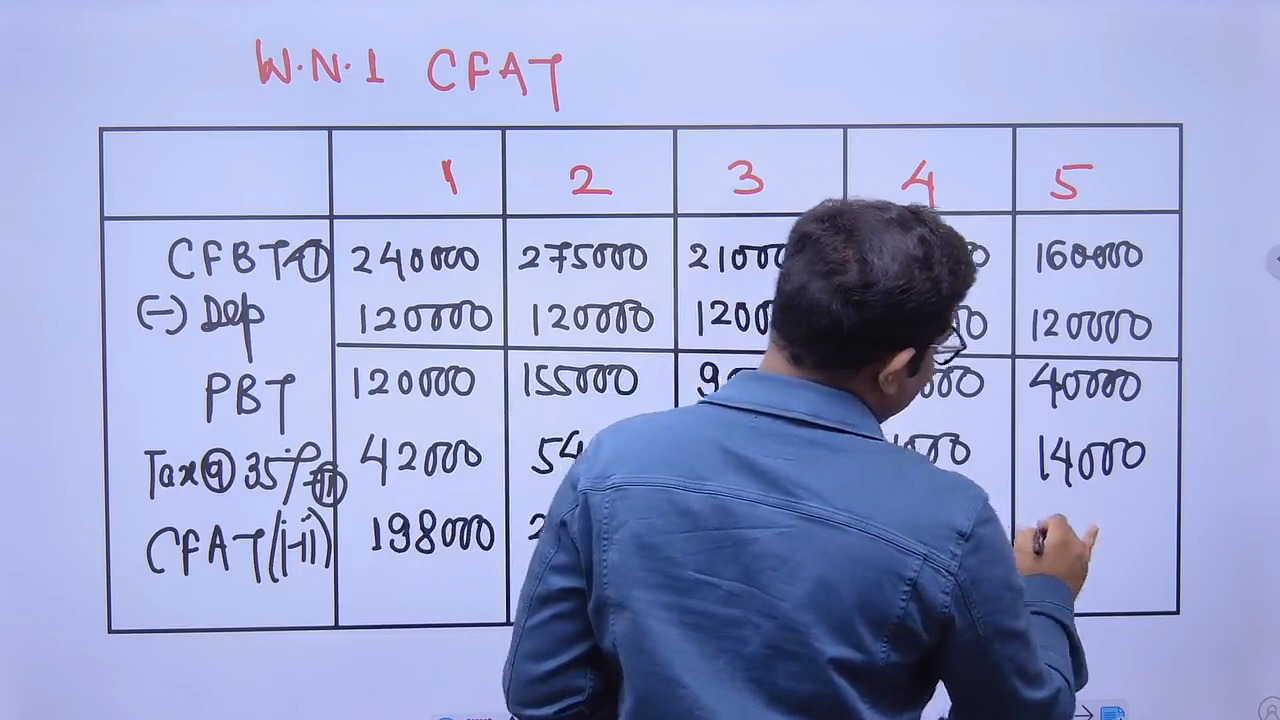 W.N.1 CFAT
1 2 3 4 5
CFBT-(i) 240000 275000 160000
(-) Dep 120000 120000 120000
PBT 120000 155000 40000
Tax@ 35%-(ii) 42000 14000
CFAT(i-ii) 198000